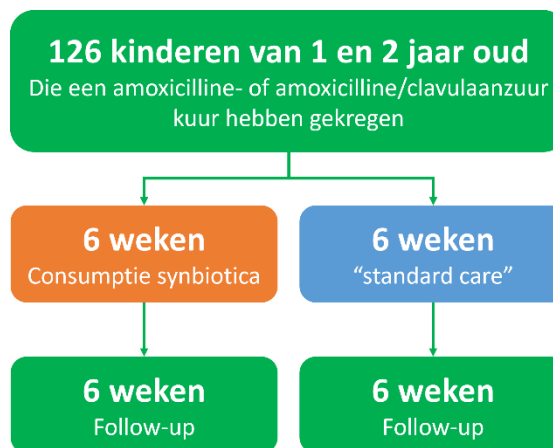 126 kinderen van 1 en 2 jaar oud
Die een amoxicilline- of amoxicilline/clavulaanzuur
kuur hebben gekregen
6 weken
Consumptie synbiotica
6 weken
“standard care”
6 weken
Follow-up
6 weken
Follow-up